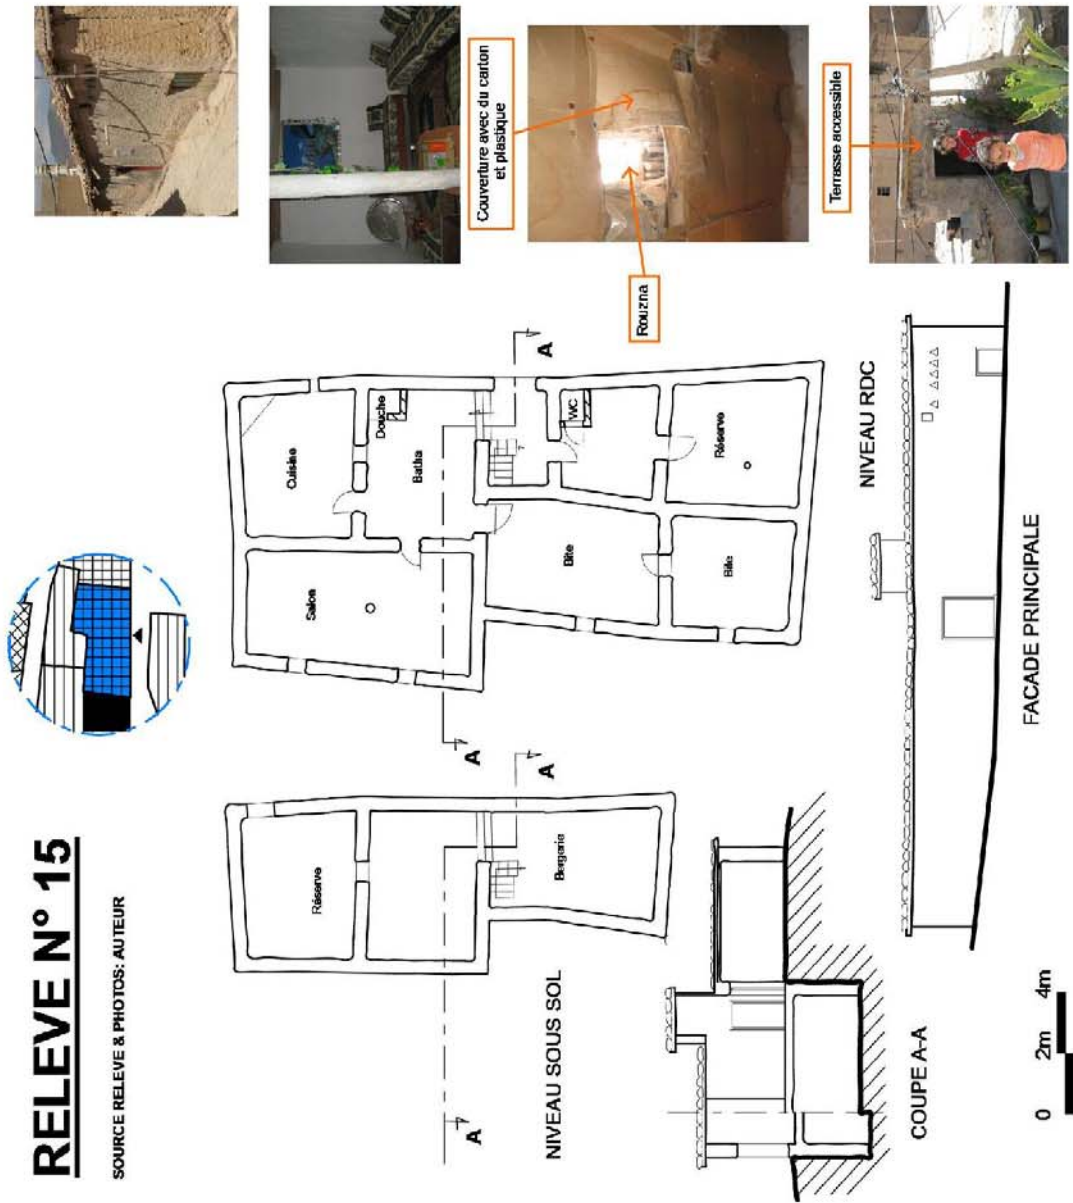 RELEVE N° 15
SOURCE RELEVE & PHOTOS: AUTEUR
Réserve
Bergerie
A
A
NIVEAU SOUS SOL
Cuisine
Douche
Salon
Batha
WC
Bite
Bite
Réserve
A
A
NIVEAU RDC
Couverture avec du carton
et plastique
Rouzna
Terrasse accessible
COUPE A-A
FACADE PRINCIPALE
0 2m 4m